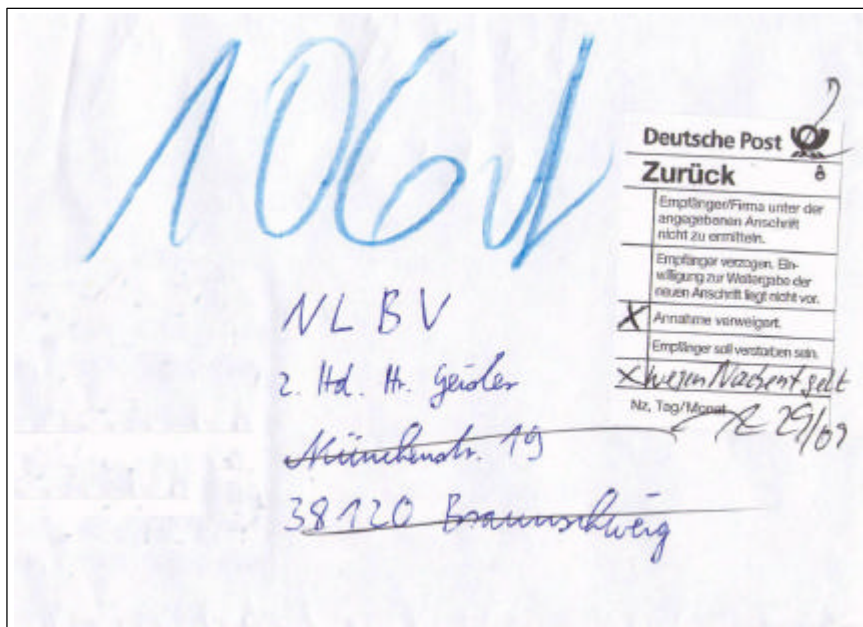 106
Deutsche Post
Zurück
Empfänger/Firma unter der
angegebenen Anschrift
nicht zu ermitteln.
Empfänger verzogen. Ein-
willigung zur Weitergabe der
neuen Anschrift liegt nicht vor.
X Annahme verweigert.
Empfänger soll verstorben sein.
X wegen Nachentgelt
Nz, Tag/Monat
29/09
NLBV
z. Hd. Hr. Geisler
Münchenstr. 19
38120 Braunschweig